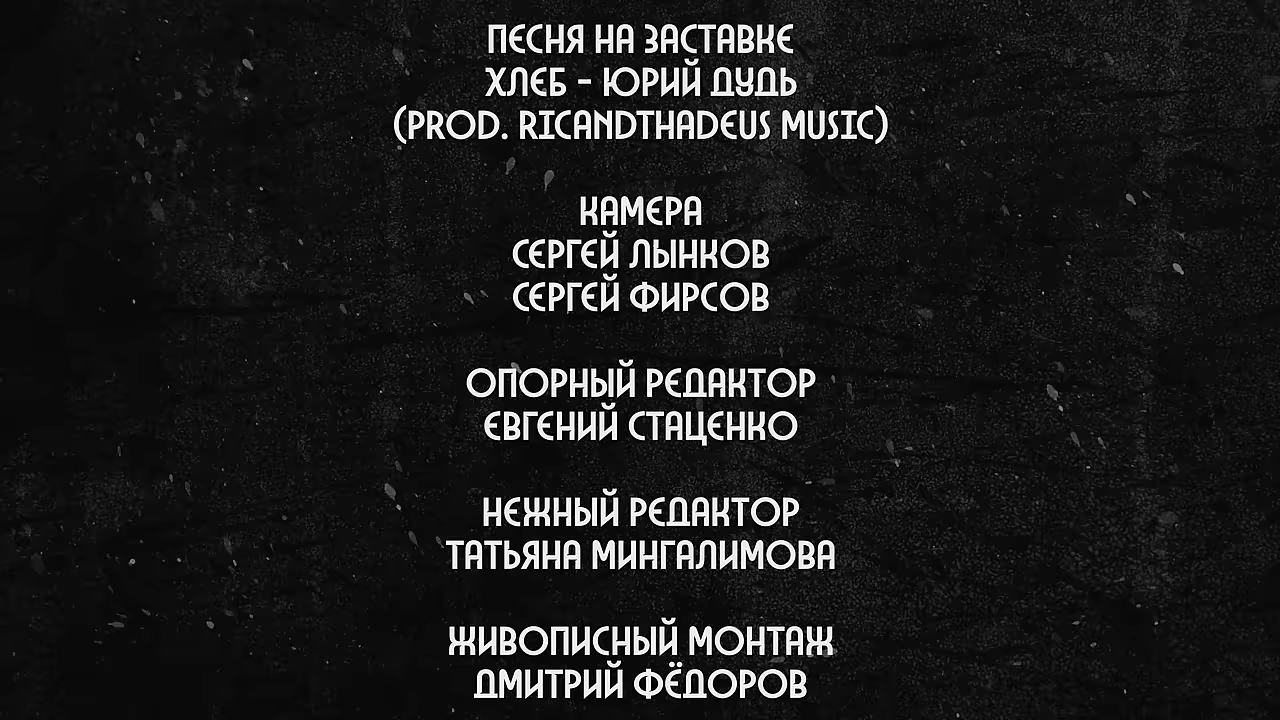 ПЕСНЯ НА ЗАСТАВКЕ
ХЛЕБ - ЮРИЙ ДУДЬ
(PROD. RICANDTHADEUS MUSIC)
КАМЕРА
СЕРГЕЙ ЛЫНКОВ
СЕРГЕЙ ФИРСОВ
ОПОРНЫЙ РЕДАКТОР
ЕВГЕНИЙ СТАЦЕНКО
НЕЖНЫЙ РЕДАКТОР
ТАТЬЯНА МИНГАЛИМОВА
ЖИВОПИСНЫЙ МОНТАЖ
ДМИТРИЙ ФЁДОРОВ